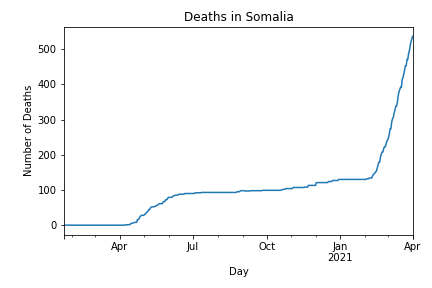 Deaths in Somalia
500
400
300
200
100
0
Number of Deaths
Apr
Jul
Oct
Jan
2021
Apr
Day